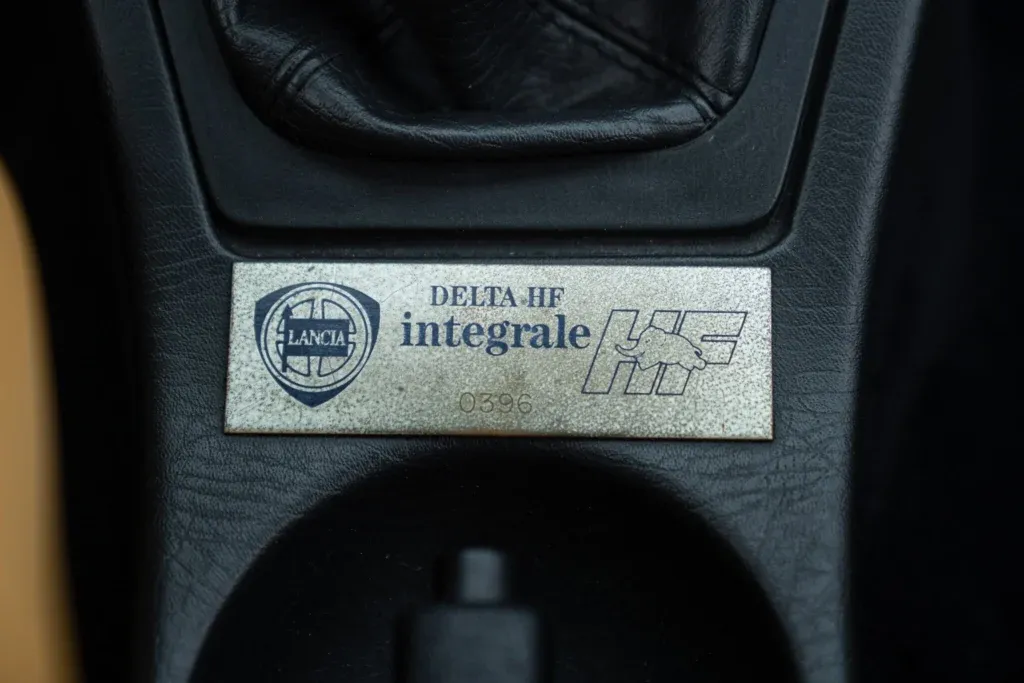 LANCIA
DELTA HF
integrale
HF
0396